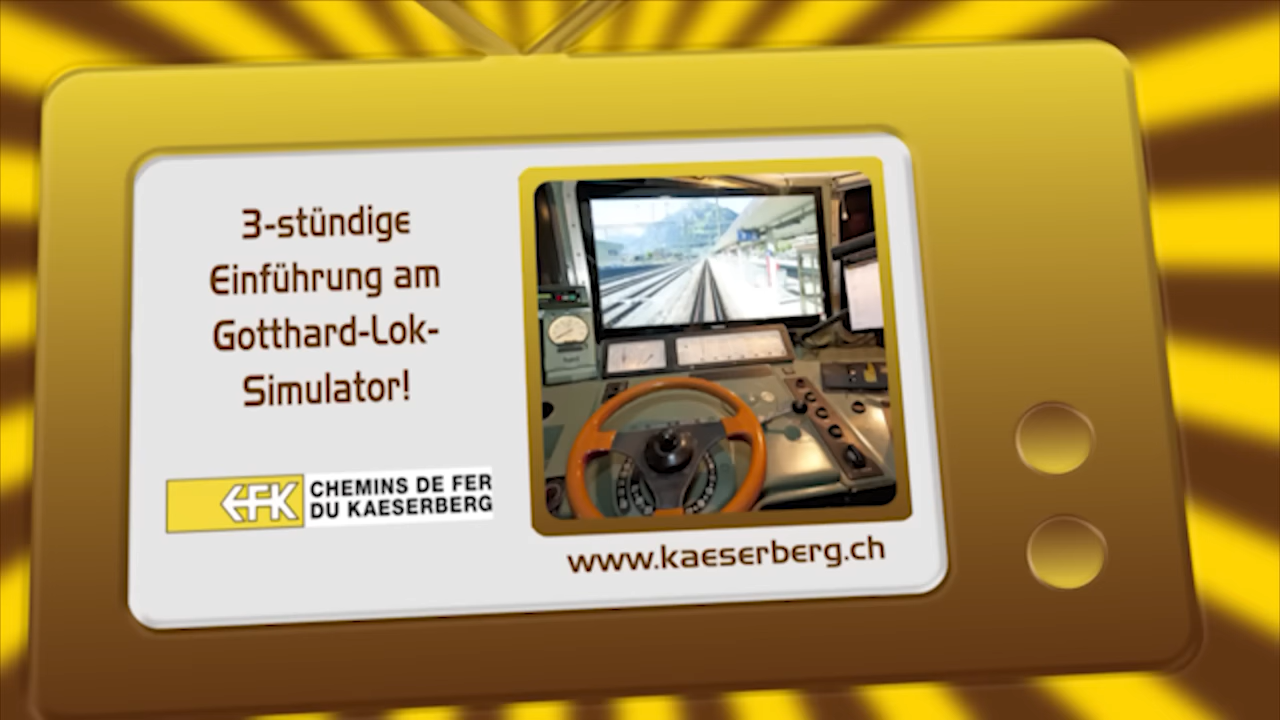 3-stündige
Einführung am
Gotthard-Lok-
Simulator!
CFK
CHEMINS DE FER
DU KAESERBERG
www.kaeserberg.ch